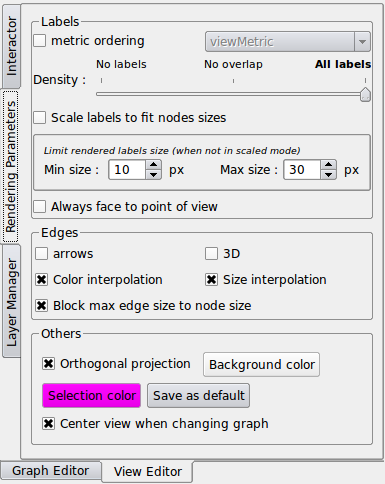 Interactor
Rendering Parameters
Layer Manager
Labels
metric ordering
viewMetric
No labels No overlap All labels
Density :
Scale labels to fit nodes sizes
Limit rendered labels size (when not in scaled mode)
Min size : 10 px Max size : 30 px
Always face to point of view
Edges
arrows 3D
Color interpolation Size interpolation
Block max edge size to node size
Others
Orthogonal projection Background color
Selection color Save as default
Center view when changing graph
Graph Editor View Editor